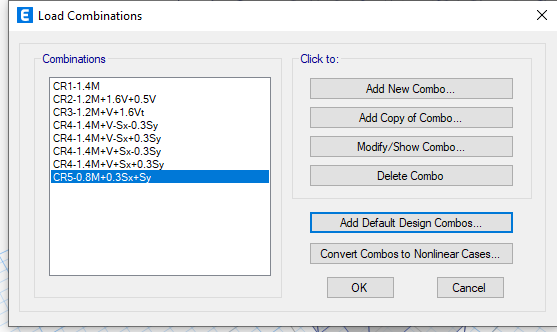 E Load Combinations
Combinations
CR1-1.4M
CR2-1.2M+1.6V+0.5V
CR3-1.2M+V+1.6Vt
CR4-1.4M+V-Sx-0.3Sy
CR4-1.4M+V-Sx+0.3Sy
CR4-1.4M+V+Sx-0.3Sy
CR4-1.4M+V+Sx+0.3Sy
CR5-0.8M+0.3Sx+Sy
Click to:
Add New Combo...
Add Copy of Combo...
Modify/Show Combo...
Delete Combo
Add Default Design Combos...
Convert Combos to Nonlinear Cases...
OK
Cancel